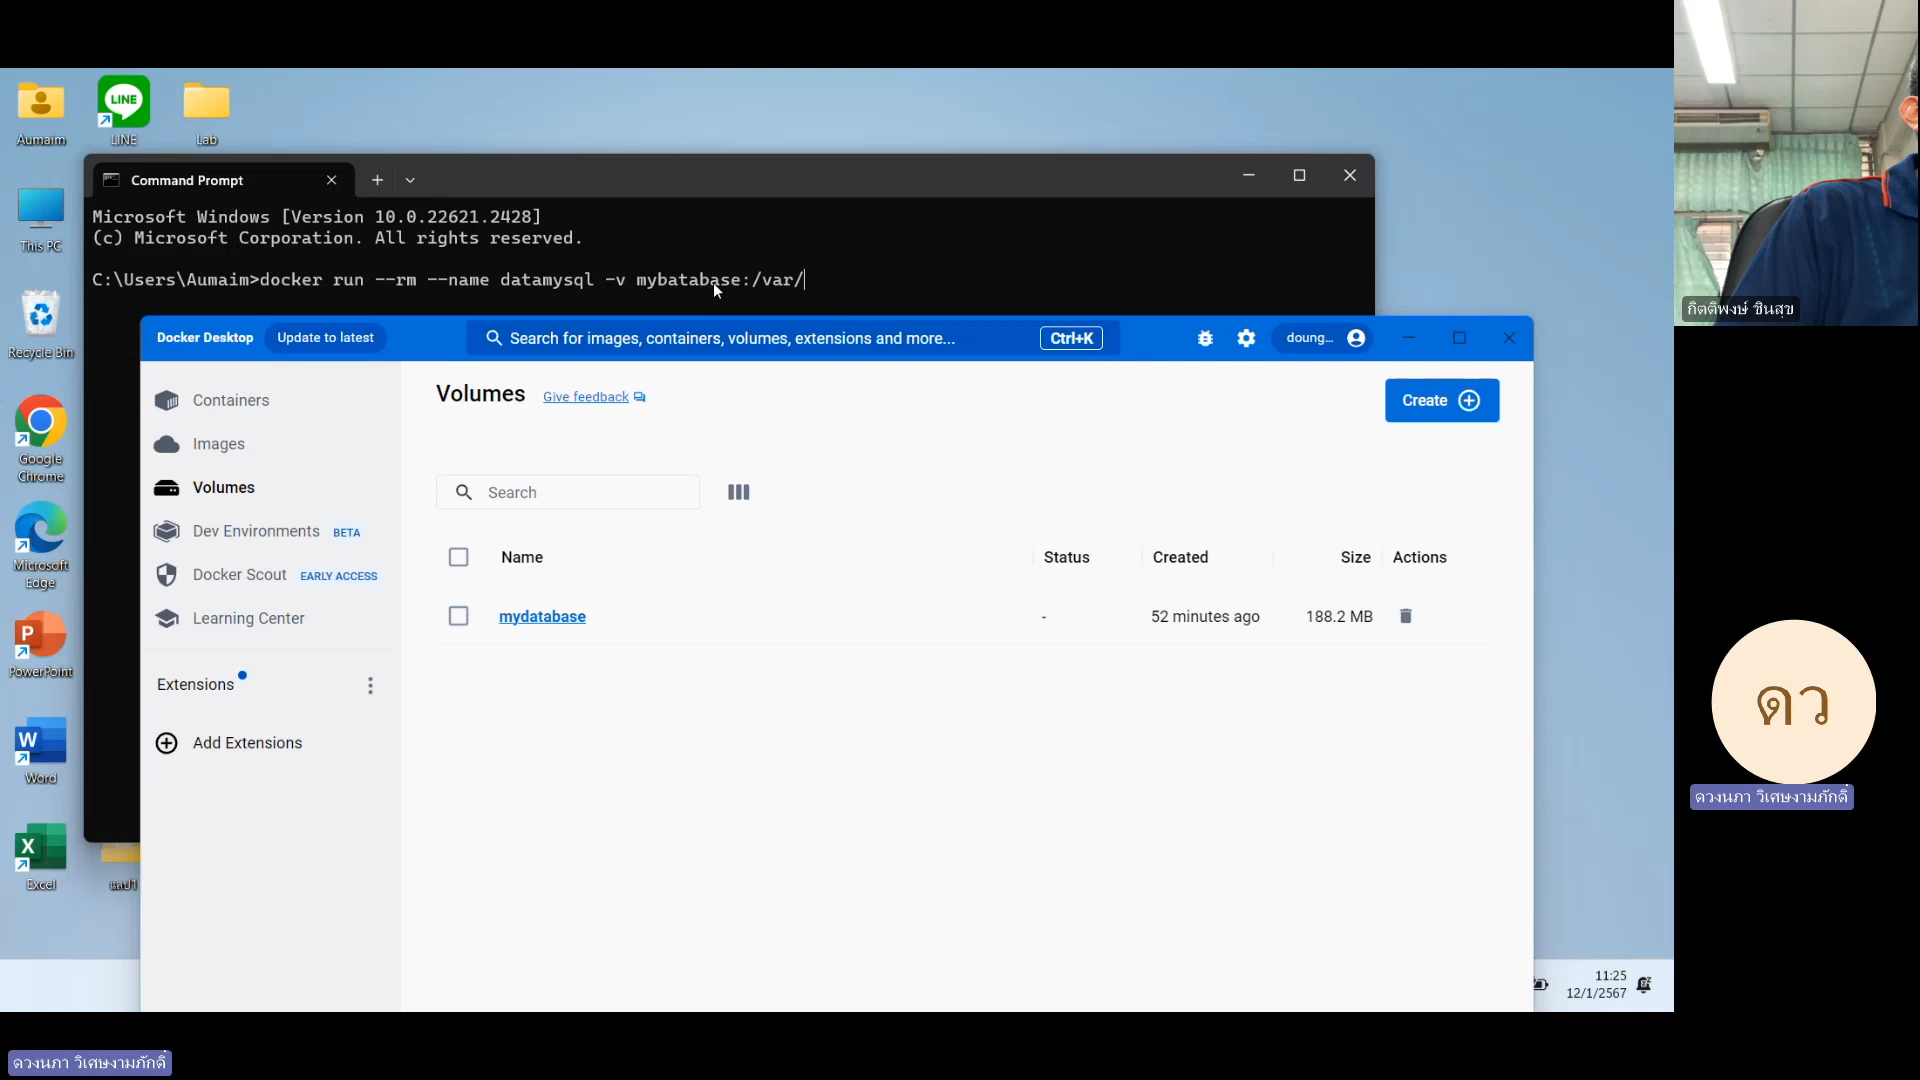 Aumaim
LINE
LINE
Lab
This PC
Recycle Bin
Google
Chrome
Microsoft
Edge
PowerPoint
Word
Excel
แลป1
Command Prompt
Microsoft Windows [Version 10.0.22621.2428]
(c) Microsoft Corporation. All rights reserved.
C:\Users\Aumaim>docker run --rm --name datamysql -v mybatabase:/var/
Docker Desktop
Update to latest
Search for images, containers, volumes, extensions and more...
Ctrl+K
doung...
Containers
Images
Volumes
Dev Environments BETA
Docker Scout EARLY ACCESS
Learning Center
Extensions
Add Extensions
Volumes
Give feedback
Create
Search
Name Status Created Size Actions
mydatabase - 52 minutes ago 188.2 MB
11:25
12/1/2567
กิตติพงษ์ ชินสุข
ดว
ดวงนภา วิเศษงามภักดิ์
ดวงนภา วิเศษงามภักดิ์